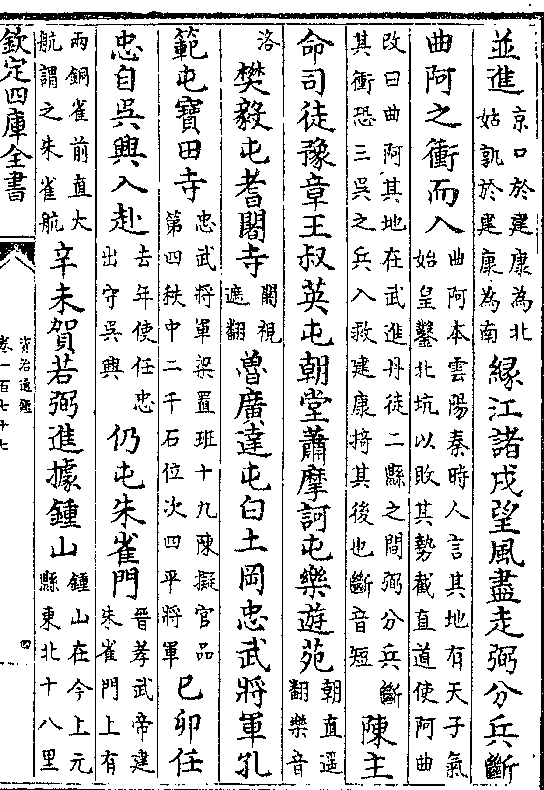 並進京口於建康為北姑孰於建康為南緣江諸戍望風盡走弼分兵斷
曲阿之衝而入曲阿本雲陽秦時人言其地有天子氣始皇鑿北坑以敗其勢截直道使阿曲
改曰曲阿其地在武進丹徒二縣之間弼分兵斷其衝恐三吳之兵入救建康掎其後也斷音短陳主
命司徒豫章王叔英屯朝堂蕭摩訶屯樂遊苑朝直遥翻樂音
洛樊毅屯耆闍寺闍視遮翻魯廣達屯白土岡忠武將軍孔
範屯寶田寺忠武將軍梁置班十九陳擬官品第四秩中二千石位次四平將軍已卯任
忠自吳興入赴去年使任忠出守吳興仍屯朱雀門晉孝武帝建朱雀門上有
兩銅雀前直大航謂之朱雀航辛未賀若弼進據鍾山鍾山在今上元縣東北十八里
欽定四庫全書
資治通鑑
卷一百七十七
四